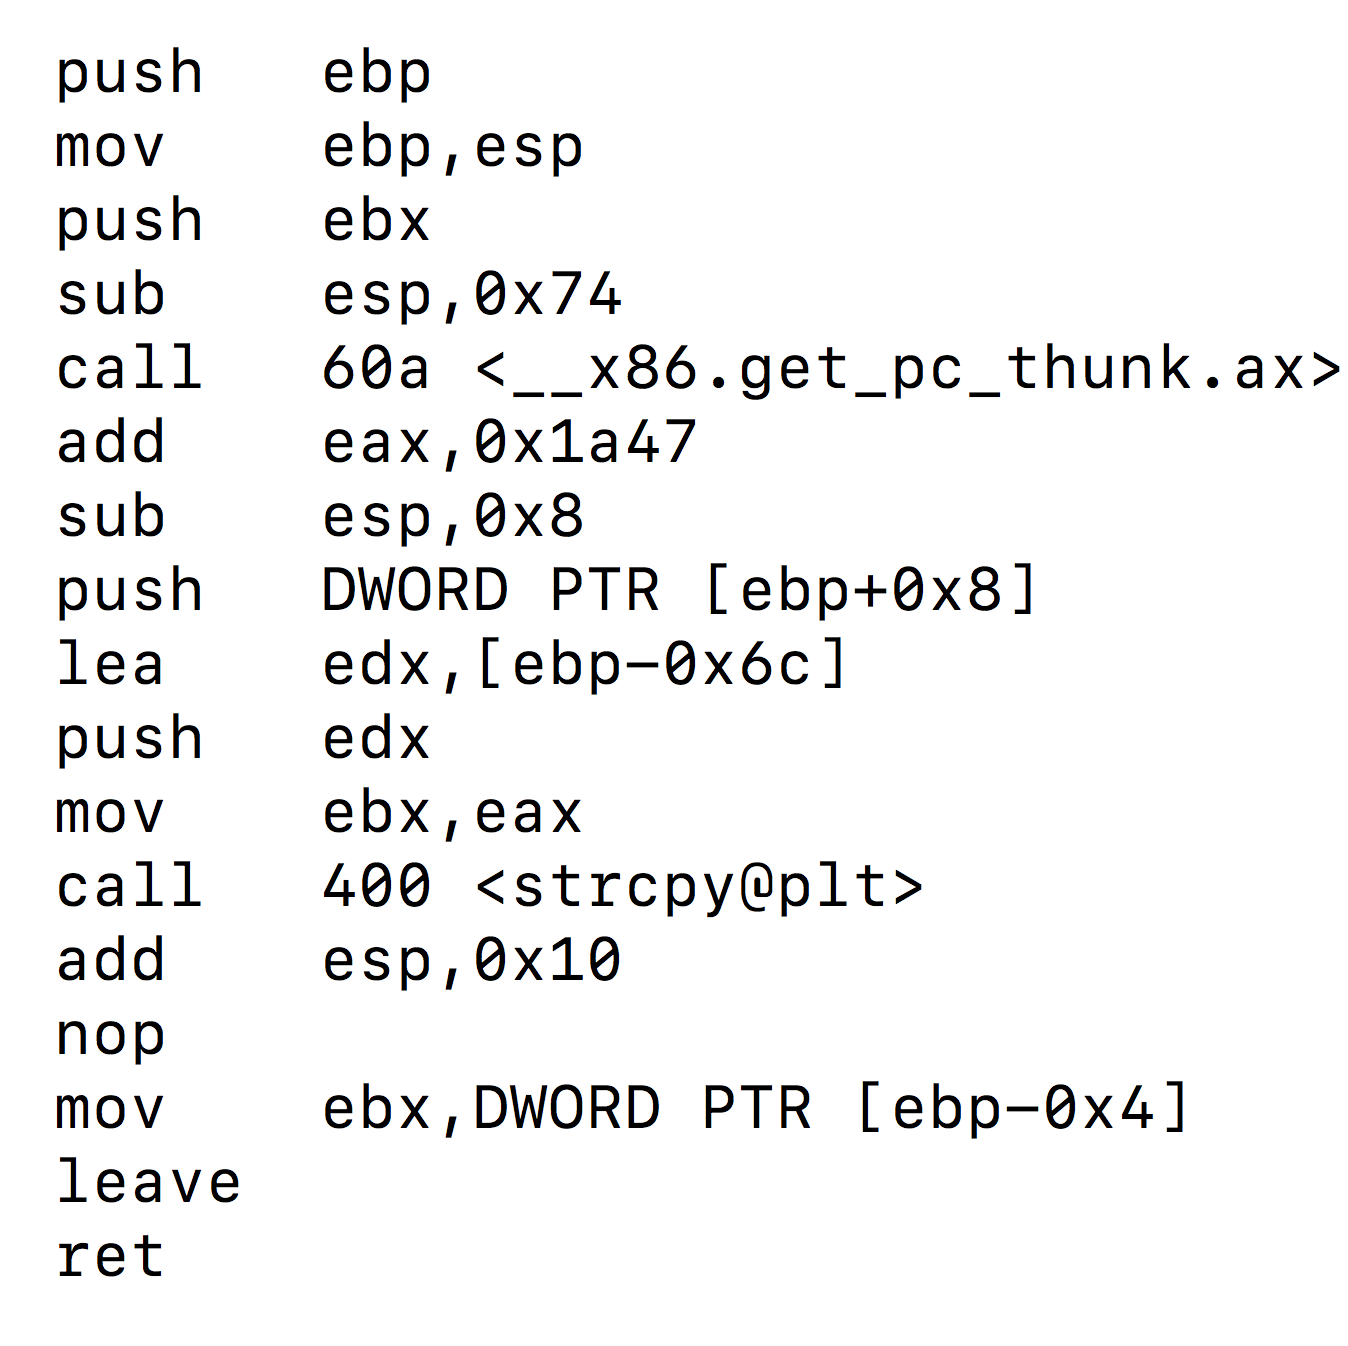 push   ebp
mov    ebp,esp
push   ebx
sub    esp,0x74
call   60a <__x86.get_pc_thunk.ax>
add    eax,0x1a47
sub    esp,0x8
push   DWORD PTR [ebp+0x8]
lea    edx,[ebp-0x6c]
push   edx
mov    ebx,eax
call   400 <strcpy@plt>
add    esp,0x10
nop
mov    ebx,DWORD PTR [ebp-0x4]
leave
ret